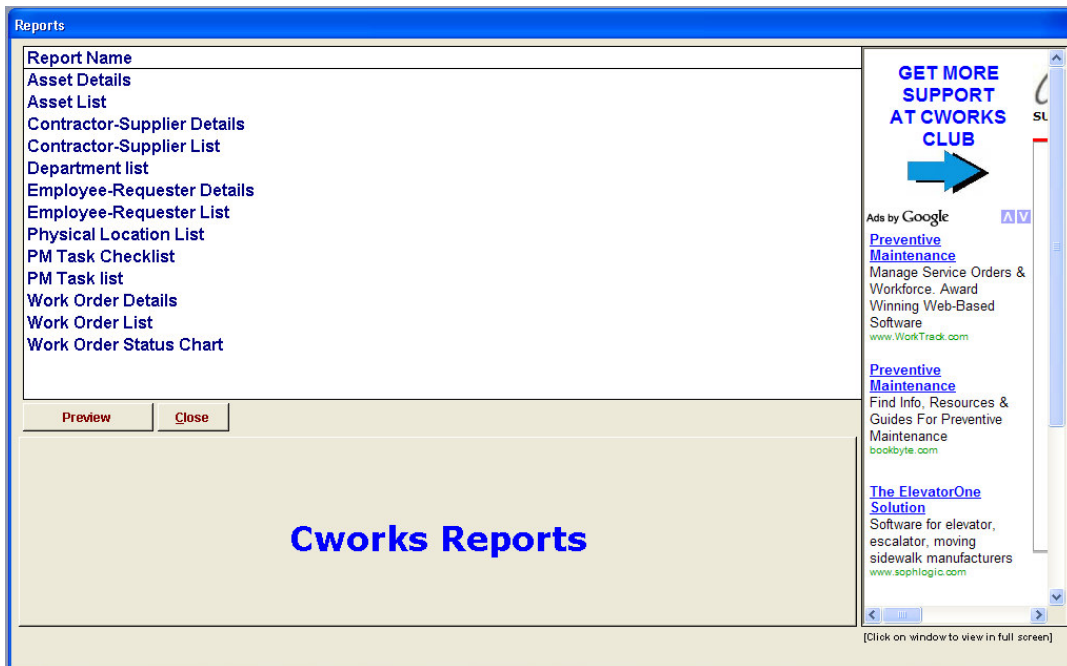 Reports
Report Name
Asset Details
Asset List
Contractor-Supplier Details
Contractor-Supplier List
Department list
Employee-Requester Details
Employee-Requester List
Physical Location List
PM Task Checklist
PM Task list
Work Order Details
Work Order List
Work Order Status Chart
Preview
Close
Cworks Reports
GET MORE
SUPPORT
AT CWORKS
CLUB
Ads by Google
Preventive
Maintenance
Manage Service Orders &
Workforce. Award
Winning Web-Based
Software
www.WorkTrack.com
Preventive
Maintenance
Find Info, Resources &
Guides For Preventive
Maintenance
bookbyte.com
The ElevatorOne
Solution
Software for elevator,
escalator, moving
sidewalk manufacturers
www.sophlogic.com
[Click on window to view in full screen]